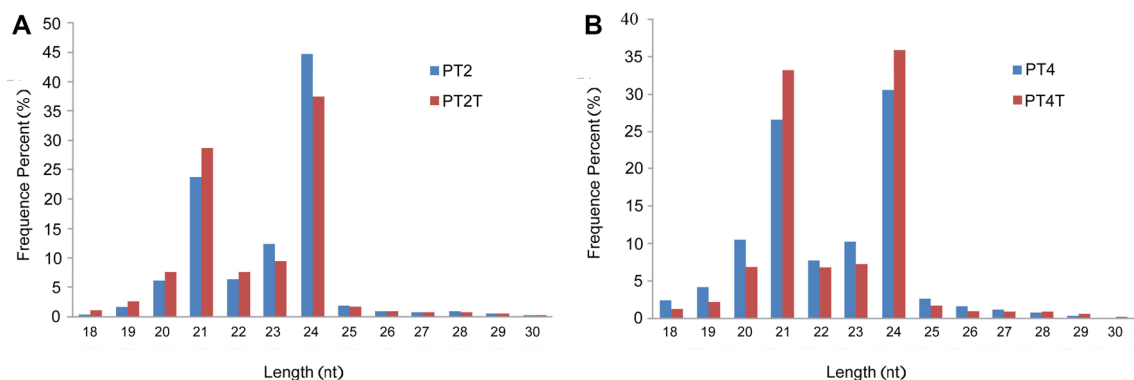 A
Frequence Percent(%)
50
45
40
35
30
25
20
15
10
5
0
PT2
PT2T
18 19 20 21 22 23 24 25 26 27 28 29 30
Length (nt)
B
Frequence Percent (%)
40
35
30
25
20
15
10
5
0
PT4
PT4T
18 19 20 21 22 23 24 25 26 27 28 29 30
Length (nt)